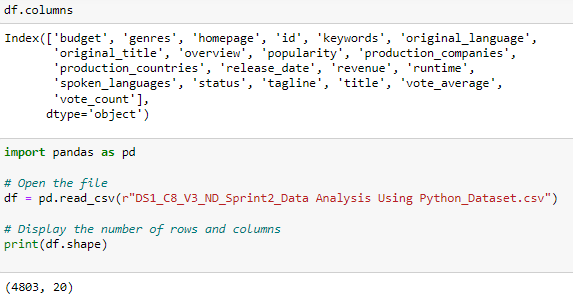 df.columns
Index(['budget', 'genres', 'homepage', 'id', 'keywords', 'original_language',
'original_title', 'overview', 'popularity', 'production_companies',
'production_countries', 'release_date', 'revenue', 'runtime',
'spoken_languages', 'status', 'tagline', 'title', 'vote_average',
'vote_count'],
dtype='object')
import pandas as pd
# Open the file
df = pd.read_csv(r"DS1_C8_V3_ND_Sprint2_Data Analysis Using Python_Dataset.csv")
# Display the number of rows and columns
print(df.shape)
(4803, 20)